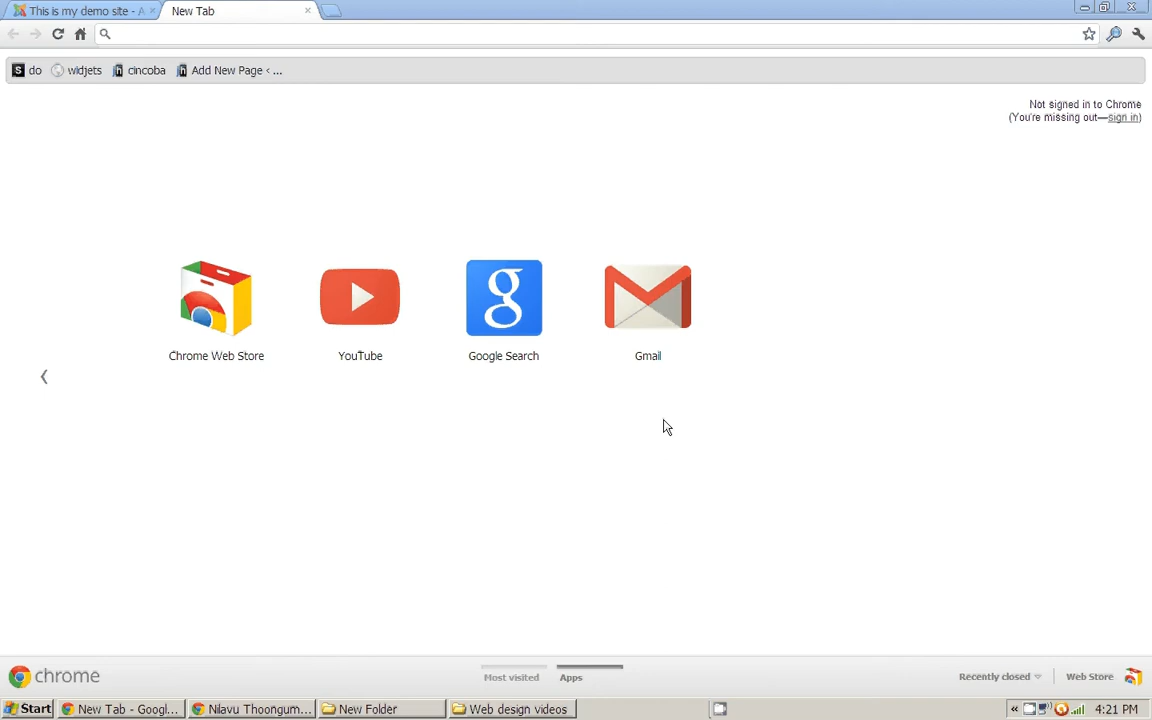 This is my demo site - A
New Tab
do
widjets
cincoba
Add New Page < ...
Not signed in to Chrome
(You're missing out—sign in)
Chrome Web Store
YouTube
Google Search
Gmail
chrome
Most visited
Apps
Recently closed
Web Store
Start
New Tab - Googl...
Nilavu Thoongum...
New Folder
Web design videos
4:21 PM